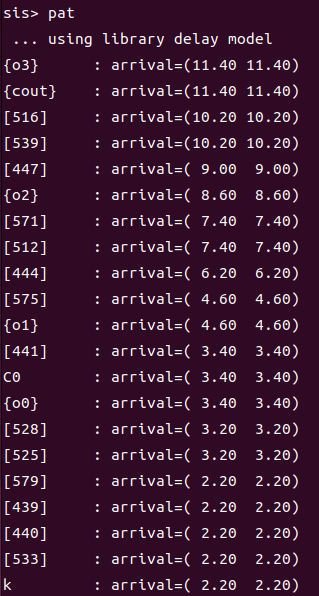 sis> pat
 ... using library delay model
{o3}      : arrival=(11.40 11.40)
{cout}    : arrival=(11.40 11.40)
[516]     : arrival=(10.20 10.20)
[539]     : arrival=(10.20 10.20)
[447]     : arrival=( 9.00  9.00)
{o2}      : arrival=( 8.60  8.60)
[571]     : arrival=( 7.40  7.40)
[512]     : arrival=( 7.40  7.40)
[444]     : arrival=( 6.20  6.20)
[575]     : arrival=( 4.60  4.60)
{o1}      : arrival=( 4.60  4.60)
[441]     : arrival=( 3.40  3.40)
C0        : arrival=( 3.40  3.40)
{o0}      : arrival=( 3.40  3.40)
[528]     : arrival=( 3.20  3.20)
[525]     : arrival=( 3.20  3.20)
[579]     : arrival=( 2.20  2.20)
[439]     : arrival=( 2.20  2.20)
[440]     : arrival=( 2.20  2.20)
[533]     : arrival=( 2.20  2.20)
k         : arrival=( 2.20  2.20)